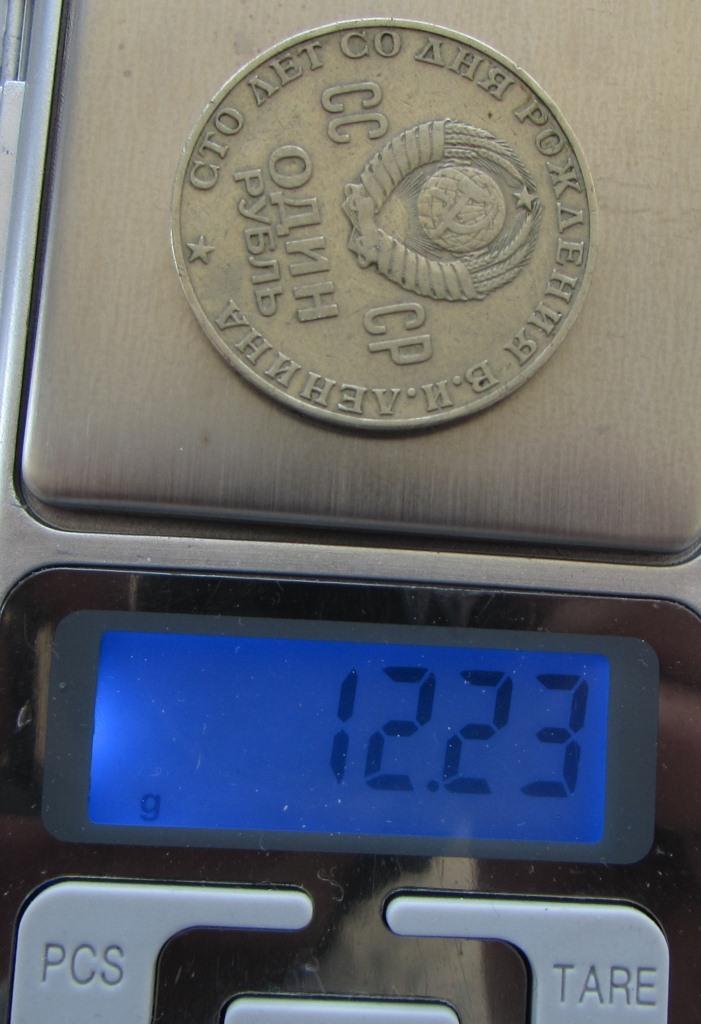 СТО ЛЕТ СО ДНЯ РОЖДЕНИЯ В.И.ЛЕНИНА
СС СР
ОДИН
РУБЛЬ
12.23
g
PCS
TARE